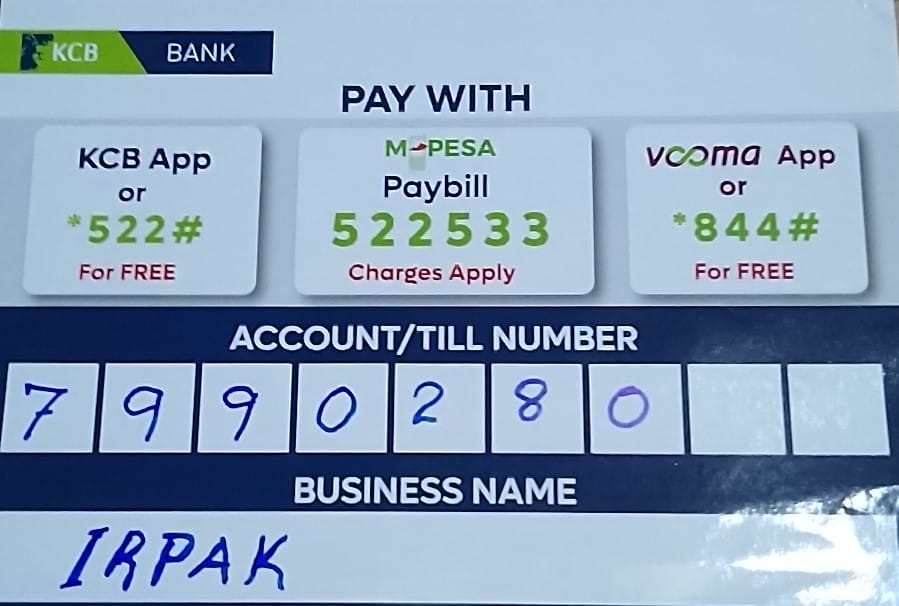 KCB BANK
PAY WITH
KCB App
or
*522#
For FREE
M-PESA
Paybill
522533
Charges Apply
vooma App
or
*844#
For FREE
ACCOUNT/TILL NUMBER
7 9 9 0 2 8 0
BUSINESS NAME
IRPAK